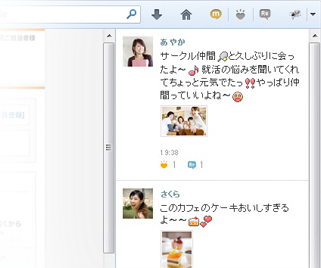 あやか
サークル仲間と久しぶりに会っ
たよ～就活の悩みを聞いてくれ
てちょっと元気でたっやっぱり仲
間っていいよね～
19:38
1 1
さくら
このカフェのケーキおいしすぎる
よ～～